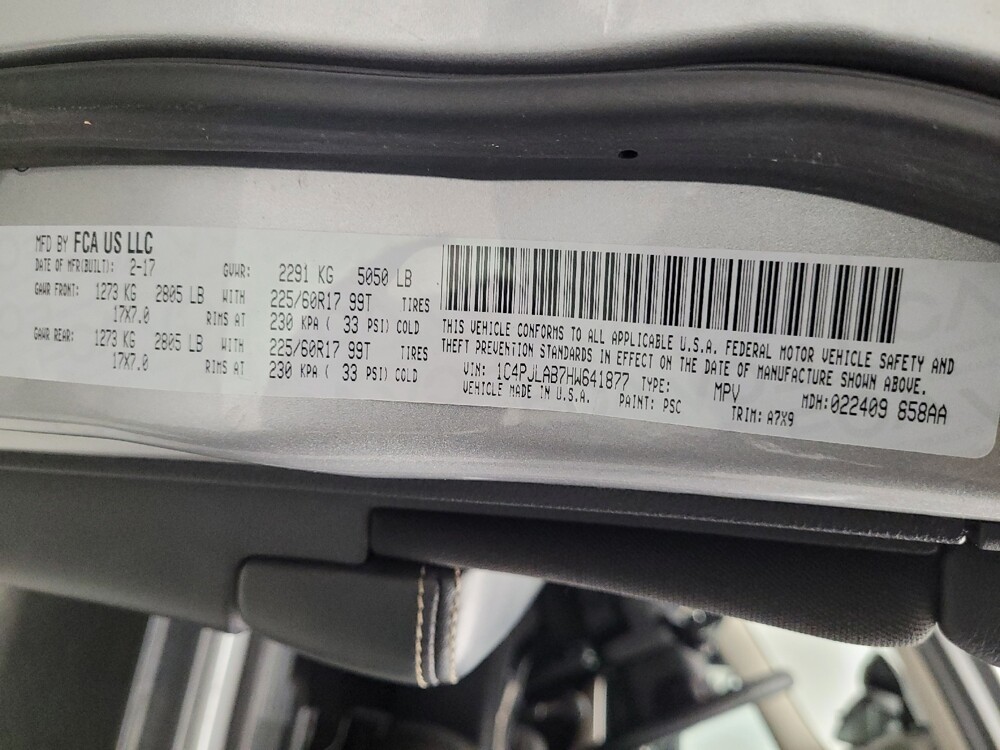 MFD BY FCA US LLC
DATE OF MFR(BUILT): 2-17 GVWR: 2291 KG 5050 LB
GAWR FRONT: 1273 KG 2805 LB WITH 225/60R17 99T TIRES
17X7.0 RIMS AT 230 KPA ( 33 PSI) COLD
GAWR REAR: 1273 KG 2805 LB WITH 225/60R17 99T TIRES
17X7.0 RIMS AT 230 KPA ( 33 PSI) COLD
THIS VEHICLE CONFORMS TO ALL APPLICABLE U.S.A. FEDERAL MOTOR VEHICLE SAFETY AND
THEFT PREVENTION STANDARDS IN EFFECT ON THE DATE OF MANUFACTURE SHOWN ABOVE.
VIN: 1C4PJLAB7HW641877 TYPE: MPV MDH:022409 858AA
VEHICLE MADE IN U.S.A. PAINT: PSC TRIM: A7X9